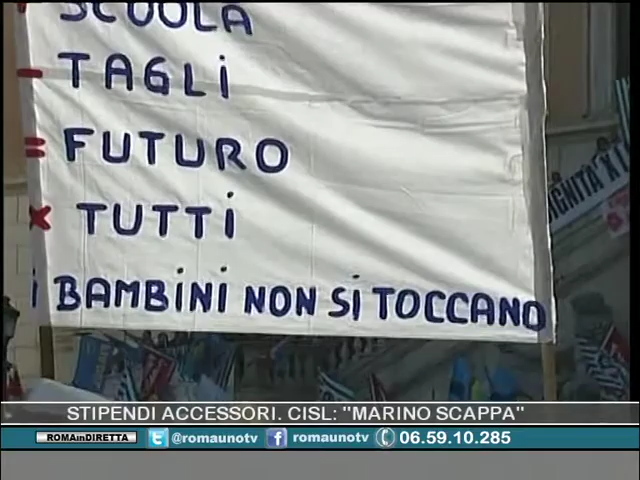 + SCUOLA
- TAGLi
= FUTURO
× TUTTi
i BAMBiNi NON Si TOCCANO
STIPENDI ACCESSORI. CISL: "MARINO SCAPPA"
ROMAinDIRETTA @romaunotv romaunotv 06.59.10.285